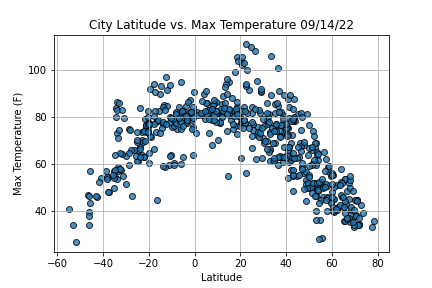 City Latitude vs. Max Temperature 09/14/22
Max Temperature (F)
100
80
60
40
−60 −40 −20 0 20 40 60 80
Latitude